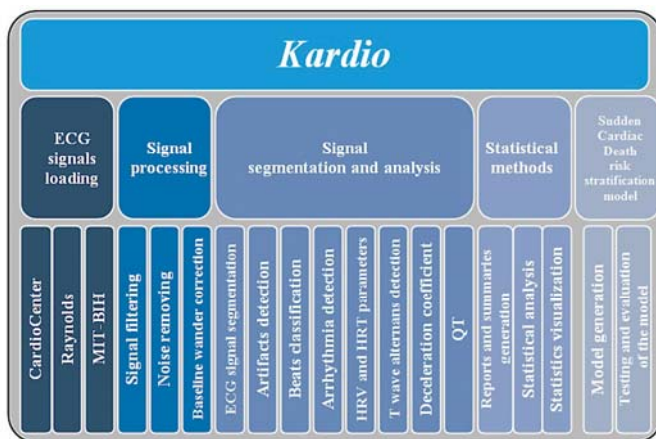 Kardio
ECG
signals
loading
Signal
processing
Signal
segmentation and analysis
Statistical
methods
Sudden
Cardiac
Death
risk
stratification
model
CardioCenter
Raynolds
MIT-BIH
Signal filtering
Noise removing
Baseline wander correction
ECG signal segmentation
Artifacts detection
Beats classification
Arrhythmia detection
HRV and HRT parameters
T wave alternans detection
Deceleration coefficient
QT
Reports and summaries
generation
Statistical analysis
Statistics visualization
Model generation
Testing and evaluation
of the model